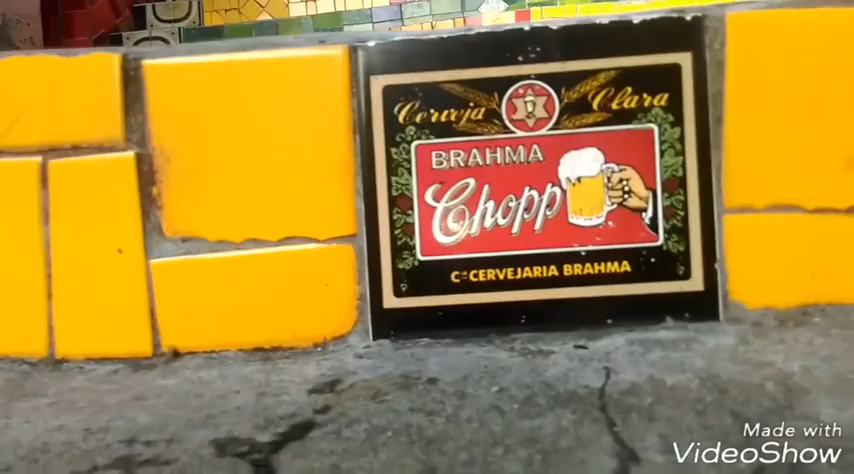 Cerveja Clara
BRAHMA
Chopp
Cia CERVEJARIA BRAHMA
Made with
VideoShow